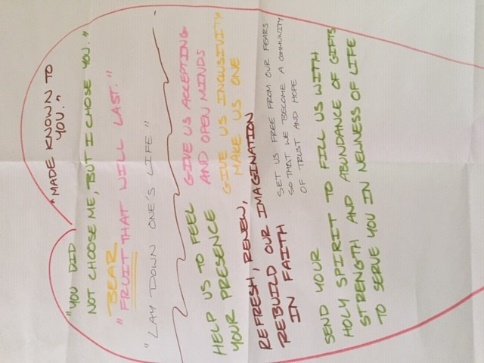 "MADE KNOWN TO
YOU."
"YOU DID
NOT CHOOSE ME, BUT I CHOSE YOU."
BEAR
"FRUIT THAT WILL LAST."
"LAY DOWN ONE'S LIFE"
GIVE US ACCEPTING
AND OPEN MINDS
HELP US TO FEEL
YOUR PRESENCE
GIVE US INCLUSIVITY
MAKE US ONE
REFRESH, RENEW,
REBUILD OUR IMAGINATION
IN FAITH
SET US FREE FROM OUR FEARS
SO THAT WE BECOME A COMMUNITY
OF TRUST AND HOPE
SEND YOUR
HOLY SPIRIT TO FILL US WITH
STRENGTH AND ABUNDANCE OF GIFTS
TO SERVE YOU IN NEWNESS OF LIFE